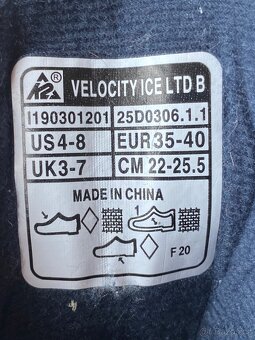 K2 ® VELOCITY ICE LTD B
I190301201 25D0306.1.1
US4-8 EUR35-40
UK3-7 CM 22-25.5
MADE IN CHINA
F 20